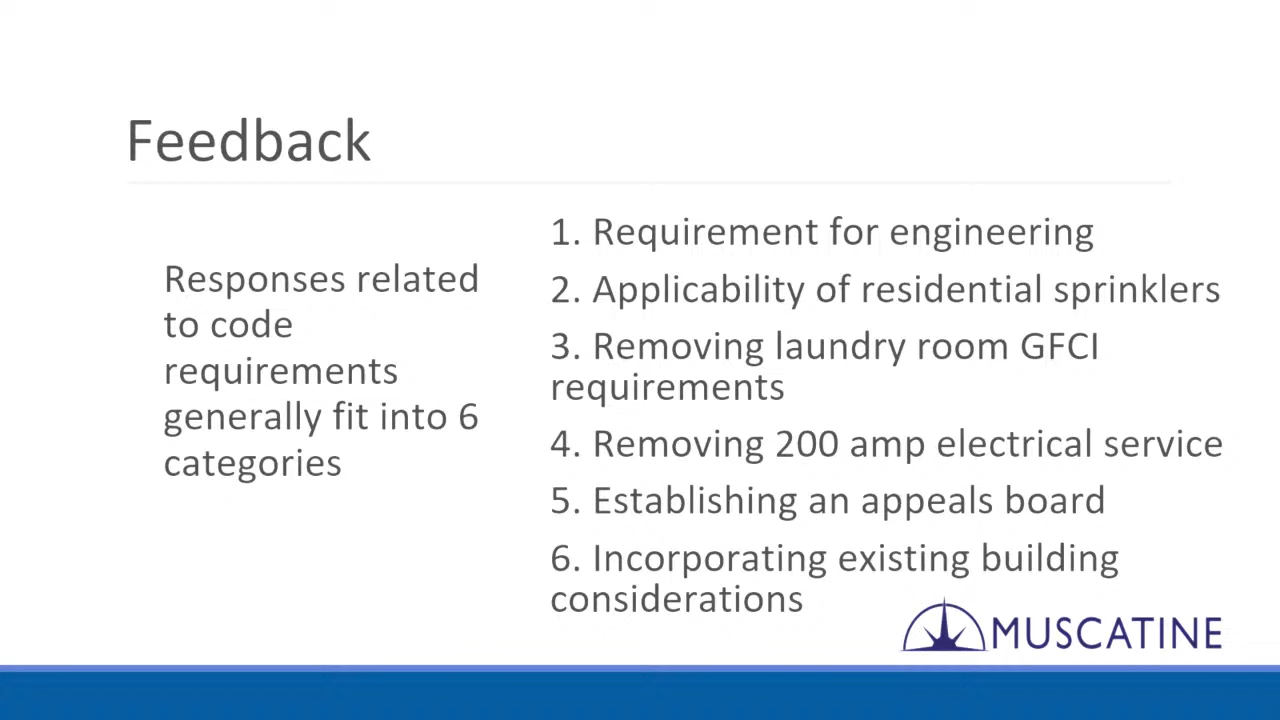 Feedback
Responses related
to code
requirements
generally fit into 6
categories
1. Requirement for engineering
2. Applicability of residential sprinklers
3. Removing laundry room GFCI
requirements
4. Removing 200 amp electrical service
5. Establishing an appeals board
6. Incorporating existing building
considerations
MUSCATINE